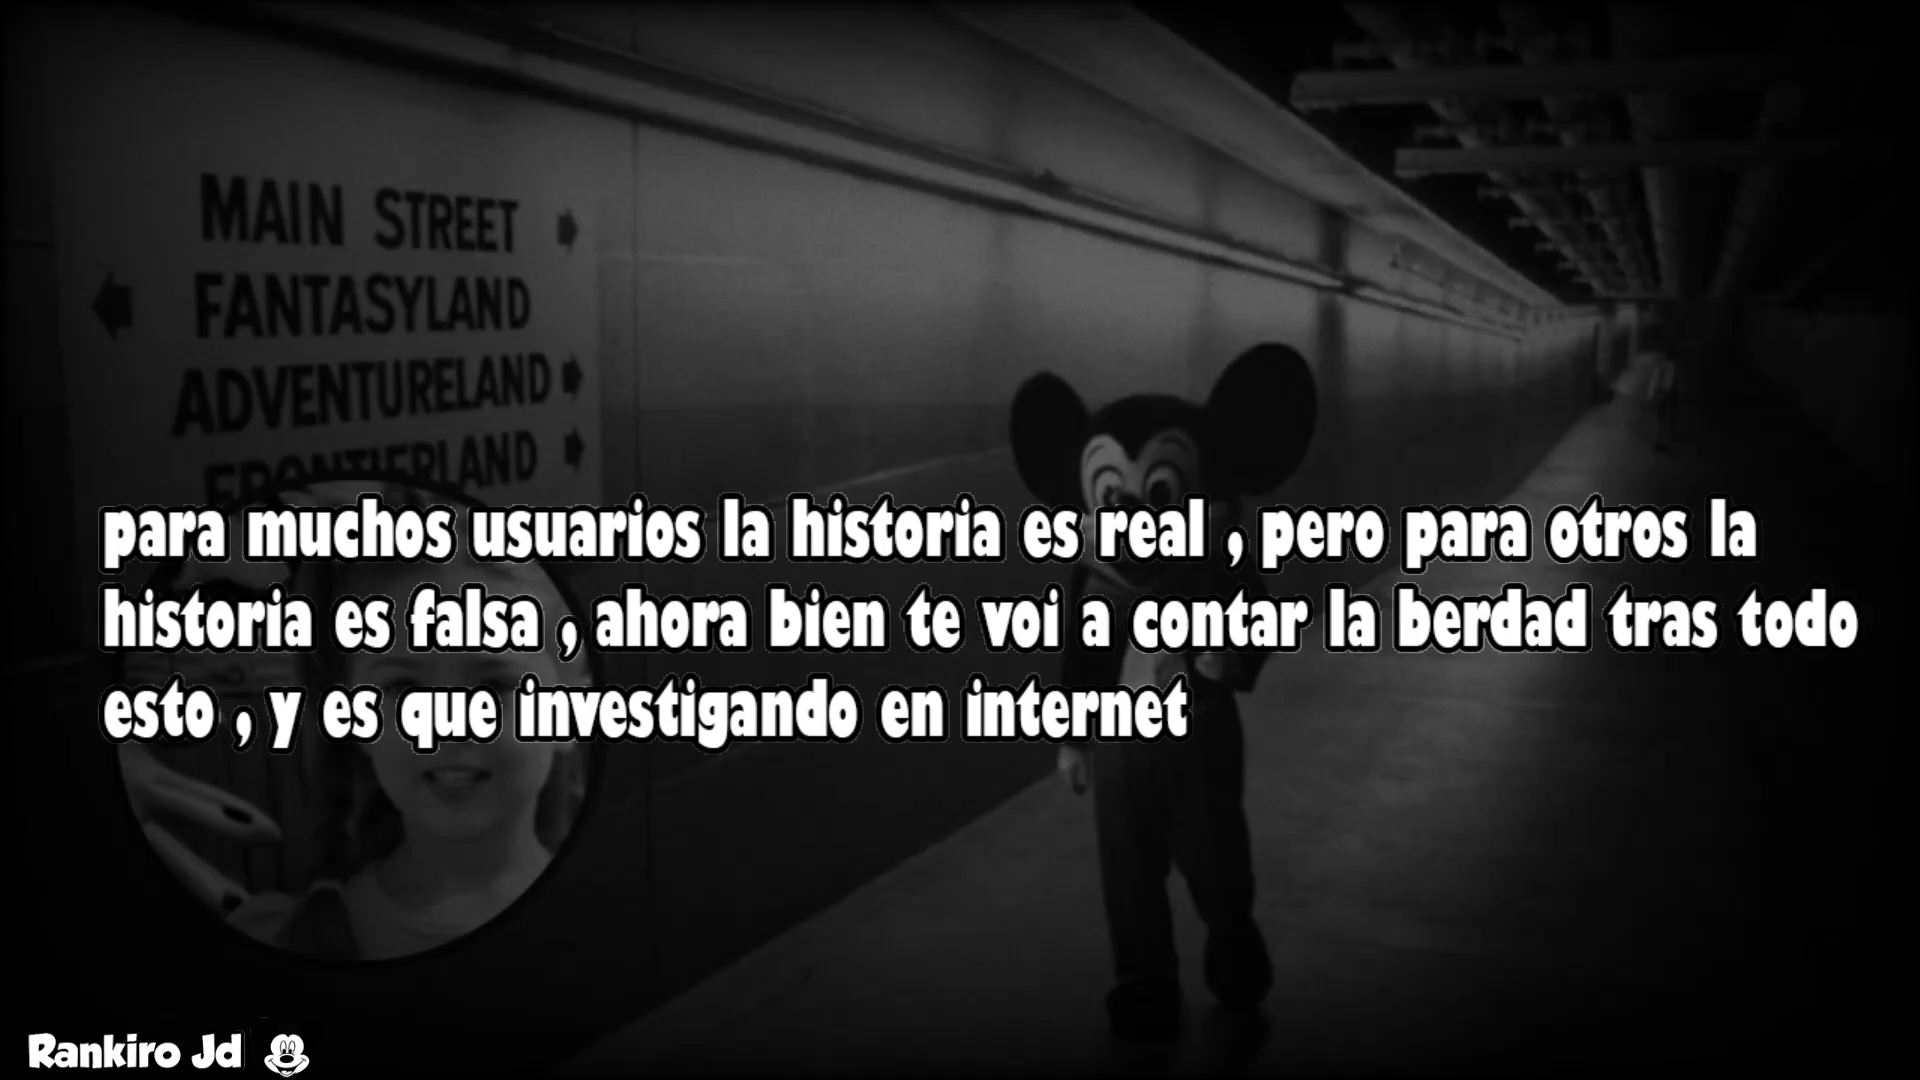 MAIN STREET
FANTASYLAND
ADVENTURELAND
FRONTIERLAND
para muchos usuarios la historia es real , pero para otros la
historia es falsa , ahora bien te voi a contar la berdad tras todo
esto , y es que investigando en internet
Rankiro Jd